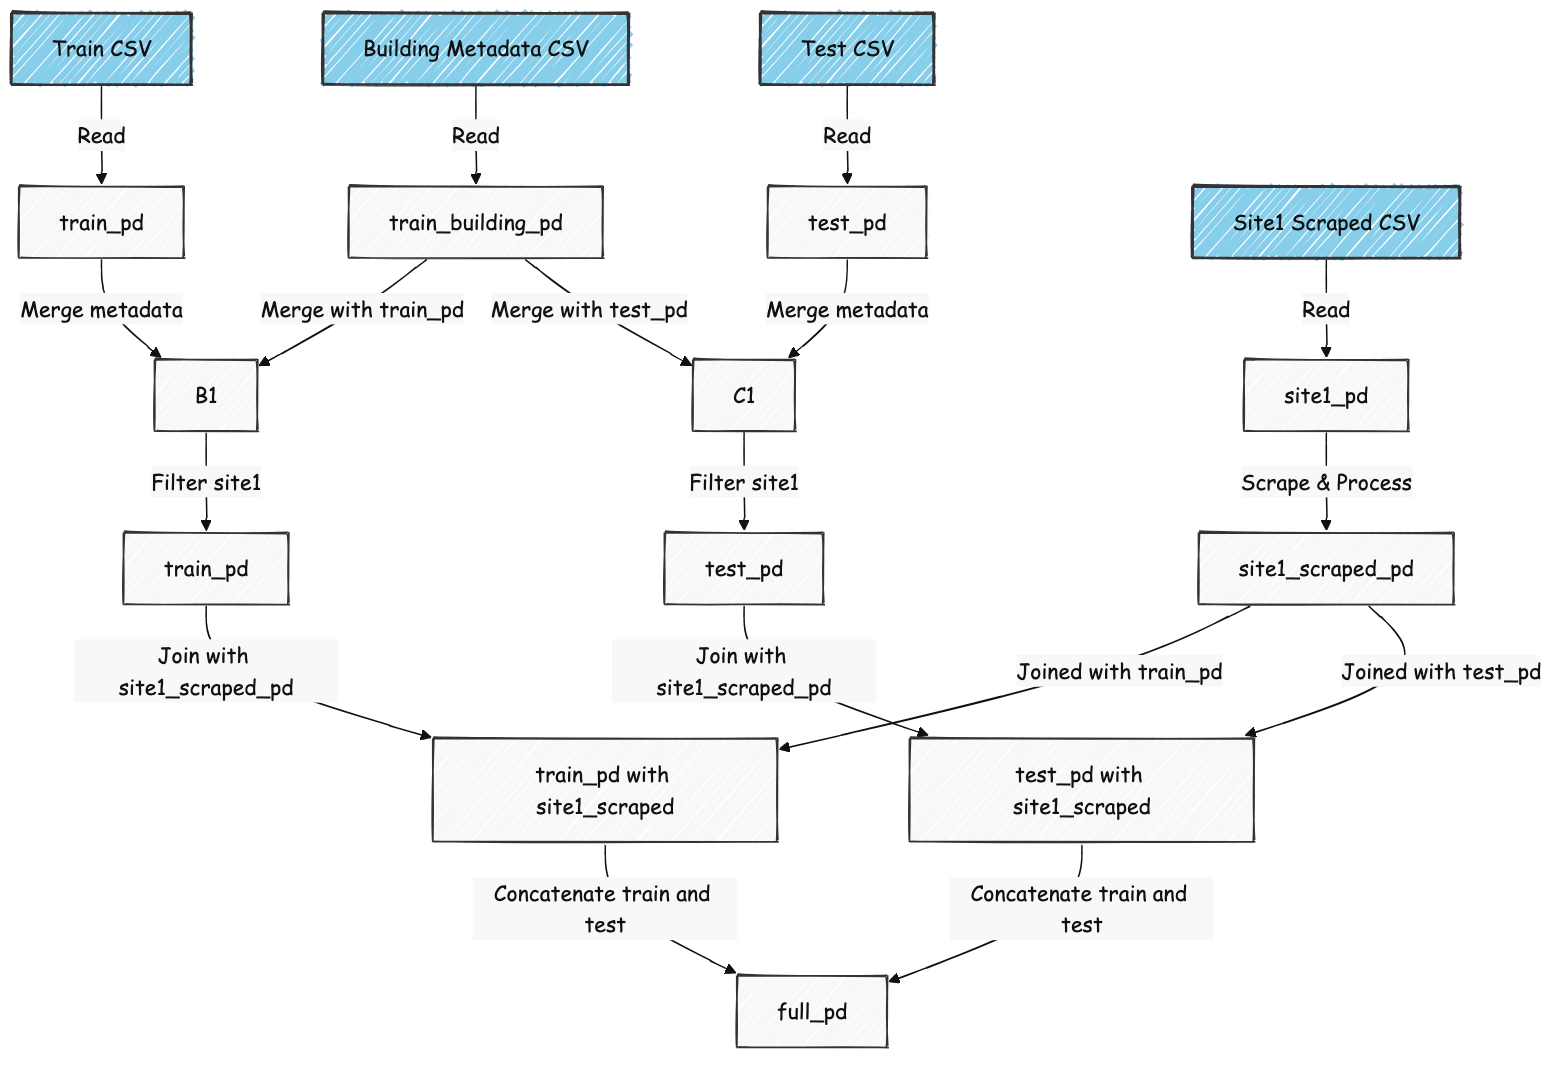 Train CSV
Building Metadata CSV
Test CSV
Read
Read
Read
train_pd
train_building_pd
test_pd
Site1 Scraped CSV
Merge metadata
Merge with train_pd
Merge with test_pd
Merge metadata
Read
B1
C1
site1_pd
Filter site1
Filter site1
Scrape & Process
train_pd
test_pd
site1_scraped_pd
Join with
site1_scraped_pd
Join with
site1_scraped_pd
Joined with train_pd
Joined with test_pd
train_pd with
site1_scraped
test_pd with
site1_scraped
Concatenate train and
test
Concatenate train and
test
full_pd